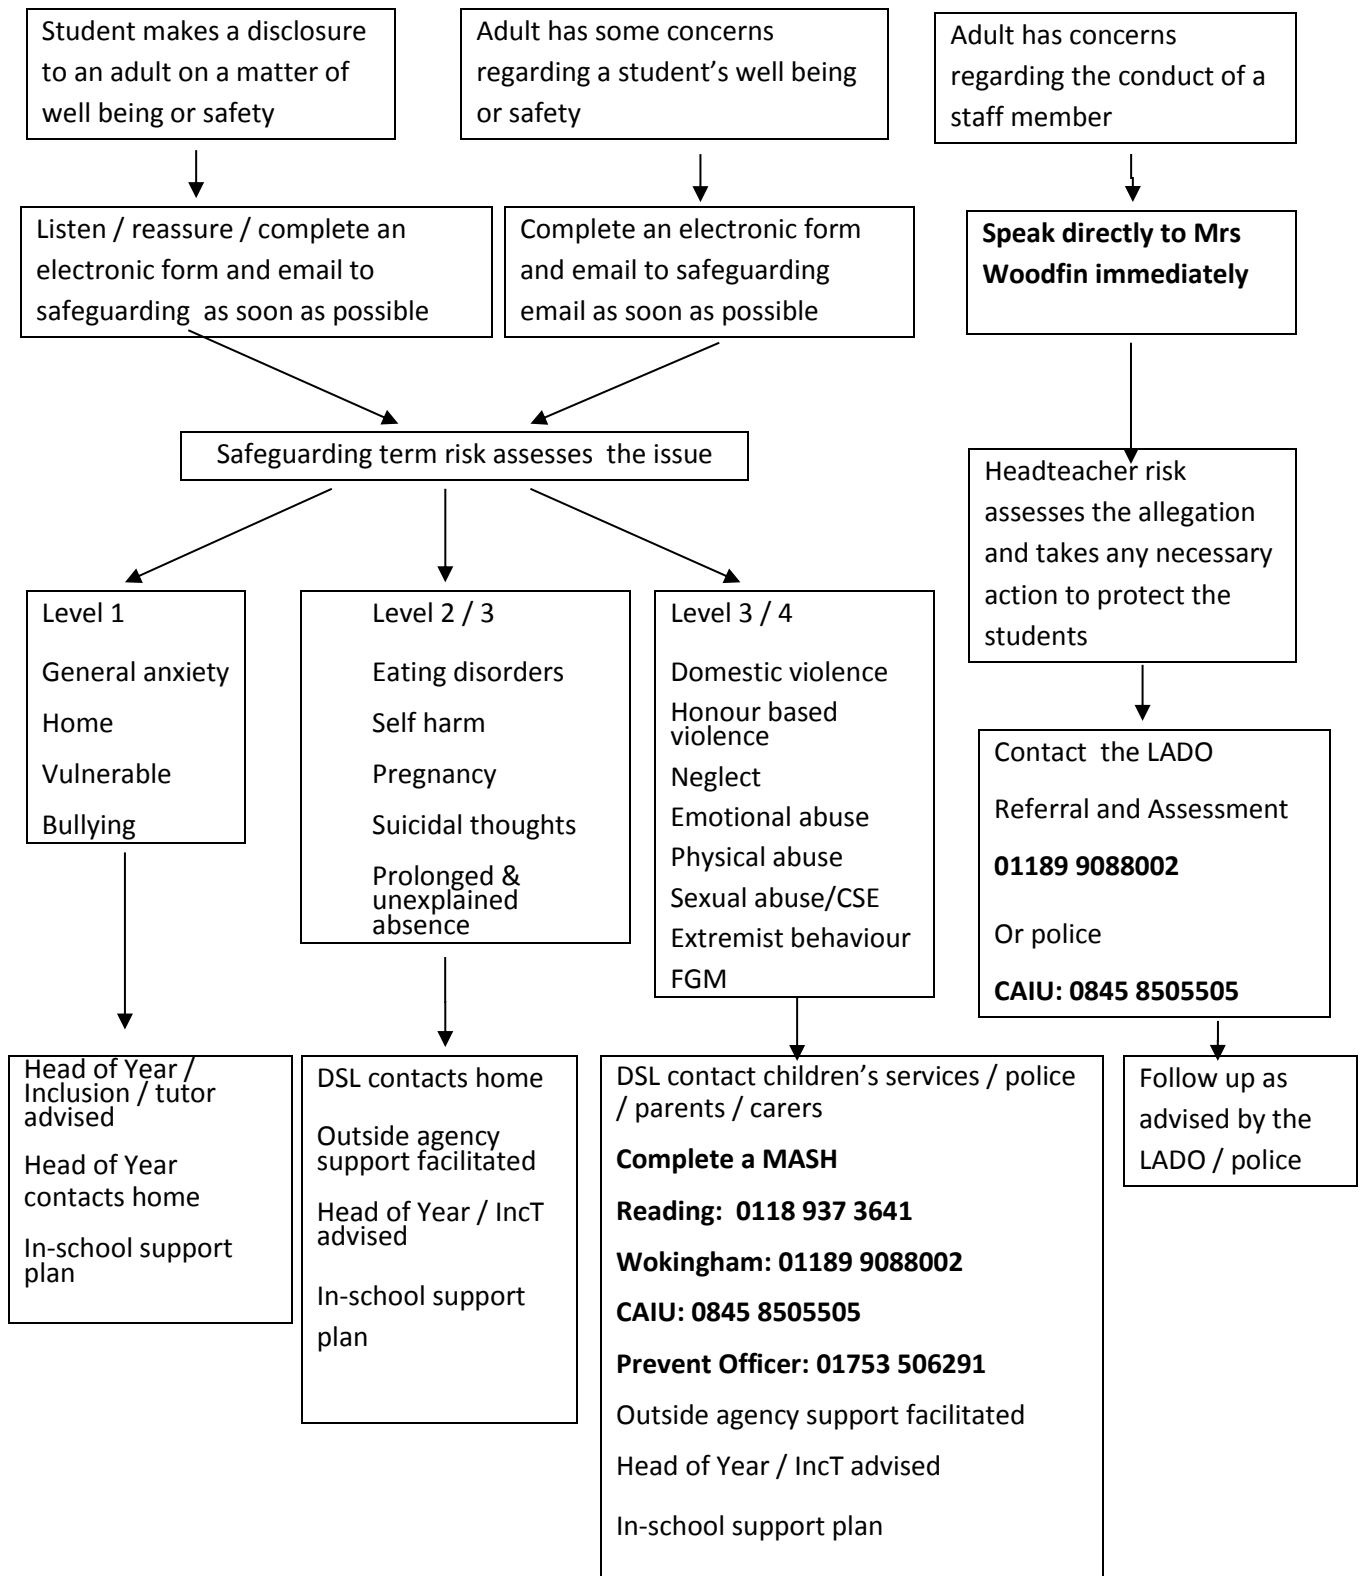 Student makes a disclosure
to an adult on a matter of
well being or safety
Adult has some concerns
regarding a student’s well being
or safety
Adult has concerns
regarding the conduct of a
staff member
Listen / reassure / complete an
electronic form and email to
safeguarding  as soon as possible
Complete an electronic form
and email to safeguarding
email as soon as possible
Speak directly to Mrs
Woodfin immediately
Safeguarding term risk assesses  the issue
Headteacher risk
assesses the allegation
and takes any necessary
action to protect the
students
Level 1
General anxiety
Home
Vulnerable
Bullying
Level 2 / 3
Eating disorders
Self harm
Pregnancy
Suicidal thoughts
Prolonged &
unexplained
absence
Level 3 / 4
Domestic violence
Honour based
violence
Neglect
Emotional abuse
Physical abuse
Sexual abuse/CSE
Extremist behaviour
FGM
Contact  the LADO
Referral and Assessment
01189 9088002
Or police
CAIU: 0845 8505505
Head of Year /
Inclusion / tutor
advised
Head of Year
contacts home
In-school support
plan
DSL contacts home
Outside agency
support facilitated
Head of Year / IncT
advised
In-school support
plan
DSL contact children’s services / police
/ parents / carers
Complete a MASH
Reading:  0118 937 3641
Wokingham: 01189 9088002
CAIU: 0845 8505505
Prevent Officer: 01753 506291
Outside agency support facilitated
Head of Year / IncT advised
In-school support plan
Follow up as
advised by the
LADO / police